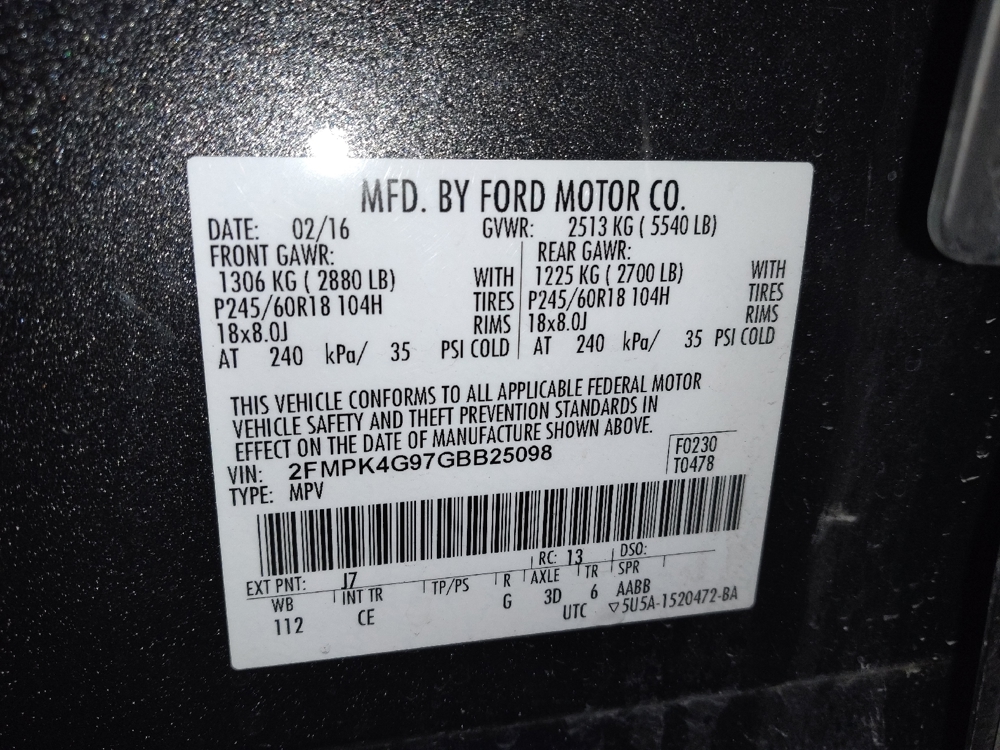 MFD. BY FORD MOTOR CO.
DATE: 02/16 GVWR: 2513 KG ( 5540 LB)
FRONT GAWR: REAR GAWR:
1306 KG ( 2880 LB) WITH 1225 KG ( 2700 LB) WITH
P245/60R18 104H TIRES P245/60R18 104H TIRES
18x8.0J RIMS 18x8.0J RIMS
AT 240 kPa/ 35 PSI COLD AT 240 kPa/ 35 PSI COLD
THIS VEHICLE CONFORMS TO ALL APPLICABLE FEDERAL MOTOR
VEHICLE SAFETY AND THEFT PREVENTION STANDARDS IN
EFFECT ON THE DATE OF MANUFACTURE SHOWN ABOVE.
VIN: 2FMPK4G97GBB25098 F0230
TYPE: MPV T0478
EXT PNT: J7 RC: 13 DSO:
WB INT TR TP/PS R AXLE TR SPR
112 CE G 3D 6 AABB
UTC ▽5U5A-1520472-BA